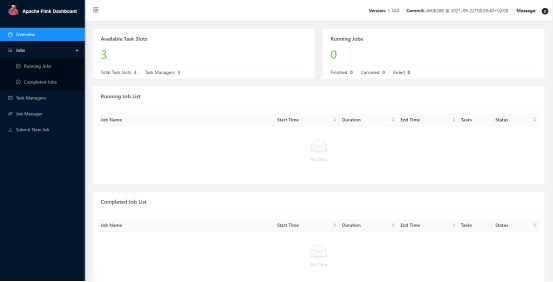 Apache Flink Dashboard
Version: 1.14.0 Commit: 460b386 @ 2021-09-22T08:39:40+02:00 Message: 0
Overview
Jobs
Running Jobs
Completed Jobs
Task Managers
Job Manager
Submit New Job
Available Task Slots
3
Total Task Slots 3 Task Managers 3
Running Jobs
0
Finished 0 Canceled 0 Failed 0
Running Job List
Job Name Start Time Duration End Time Tasks Status
No Data
Completed Job List
Job Name Start Time Duration End Time Tasks Status
No Data